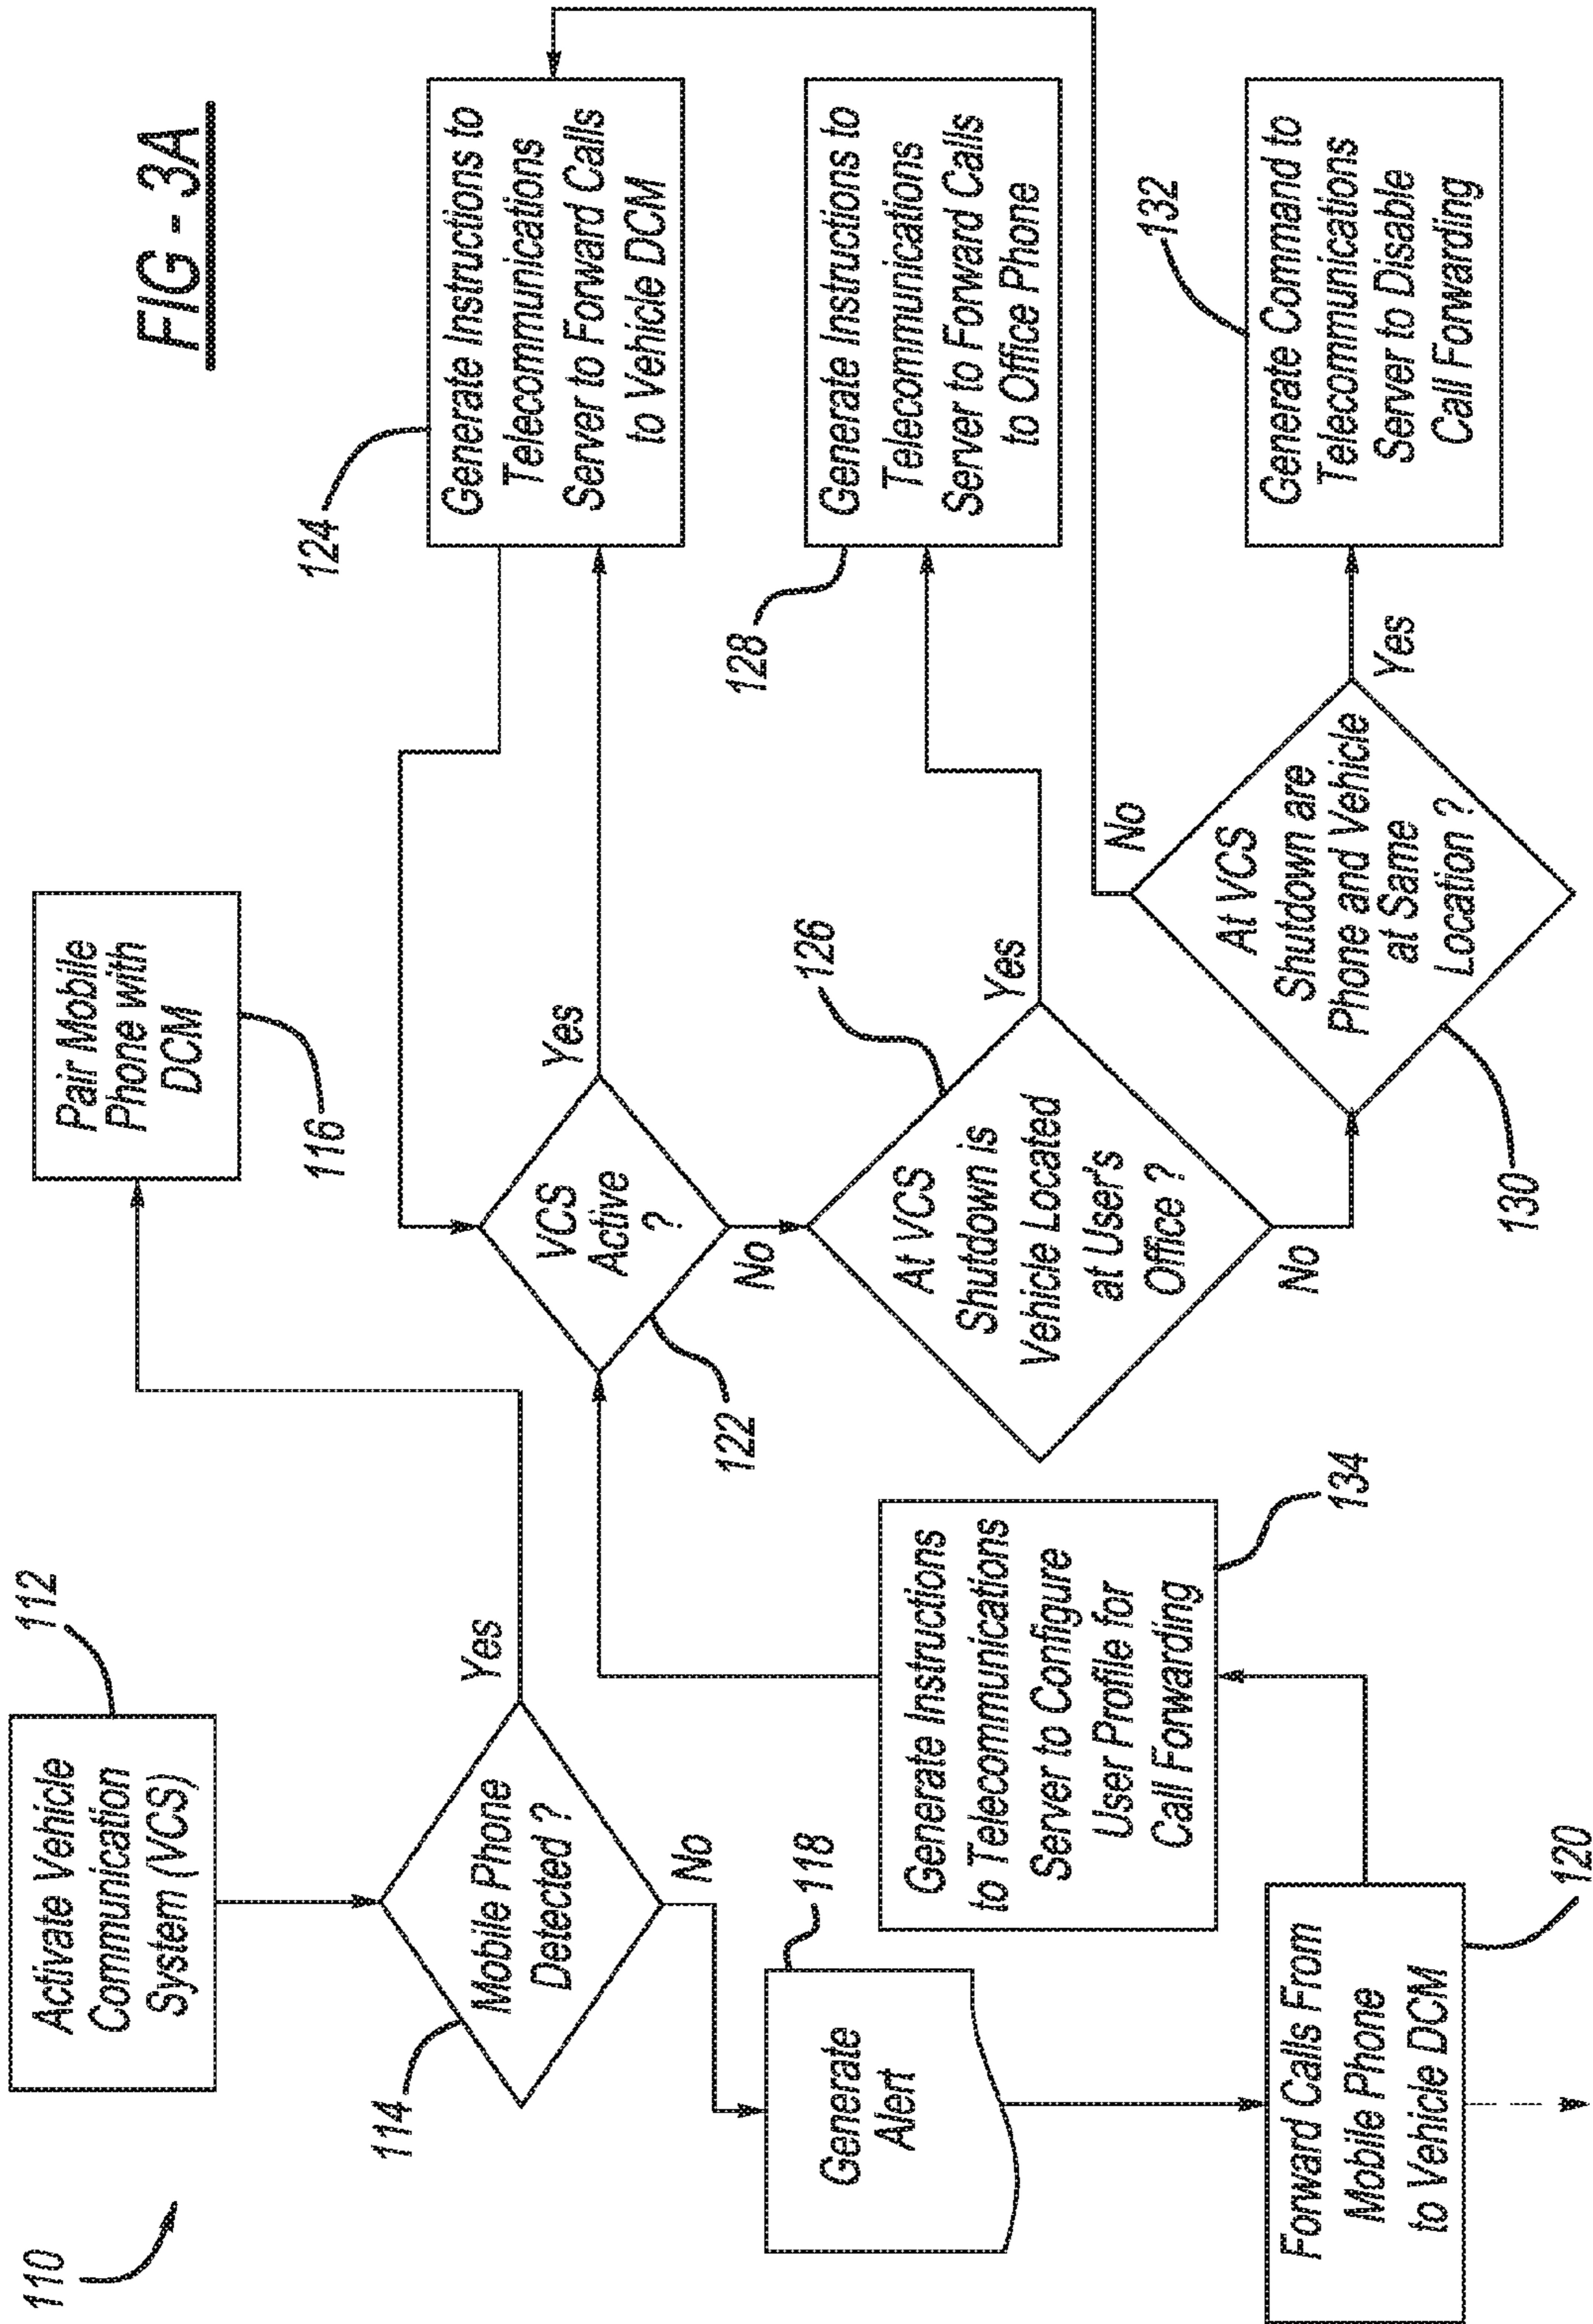 FIG - 3A
110
112
Activate Vehicle
Communication
System (VCS)
114
Mobile Phone
Detected ?
Yes
No
Pair Mobile
Phone with
DCM
116
118
Generate
Alert
Forward Calls From
Mobile Phone
to Vehicle DCM
120
Generate Instructions
to Telecommunications
Server to Configure
User Profile for
Call Forwarding
134
VCS
Active
?
122
Yes
No
124
Generate Instructions to
Telecommunications
Server to Forward Calls
to Vehicle DCM
126
At VCS
Shutdown is
Vehicle Located
at User's
Office ?
Yes
No
128
Generate Instructions to
Telecommunications
Server to Forward Calls
to Office Phone
130
At VCS
Shutdown are
Phone and Vehicle
at Same
Location ?
No
Yes
132
Generate Command to
Telecommunications
Server to Disable
Call Forwarding